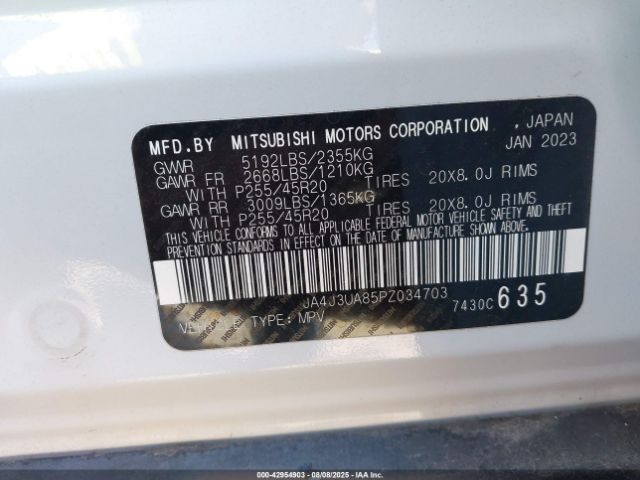 MFD.BY MITSUBISHI MOTORS CORPORATION , JAPAN
JAN 2023
GVWR 5192LBS/2355KG
GAWR FR 2668LBS/1210KG
WITH P255/45R20 TIRES 20X8.0J RIMS
GAWR RR 3009LBS/1365KG
WITH P255/45R20 TIRES 20X8.0J RIMS
THIS VEHICLE CONFORMS TO ALL APPLICABLE FEDERAL MOTOR VEHICLE SAFETY AND THEFT
PREVENTION STANDARDS IN EFFECT ON THE DATE OF MANUFACTURE SHOWN ABOVE.
JA4J3UA85PZ034703
TYPE: MPV 7430C 635
000-42954903 - 08/08/2025 - IAA Inc.